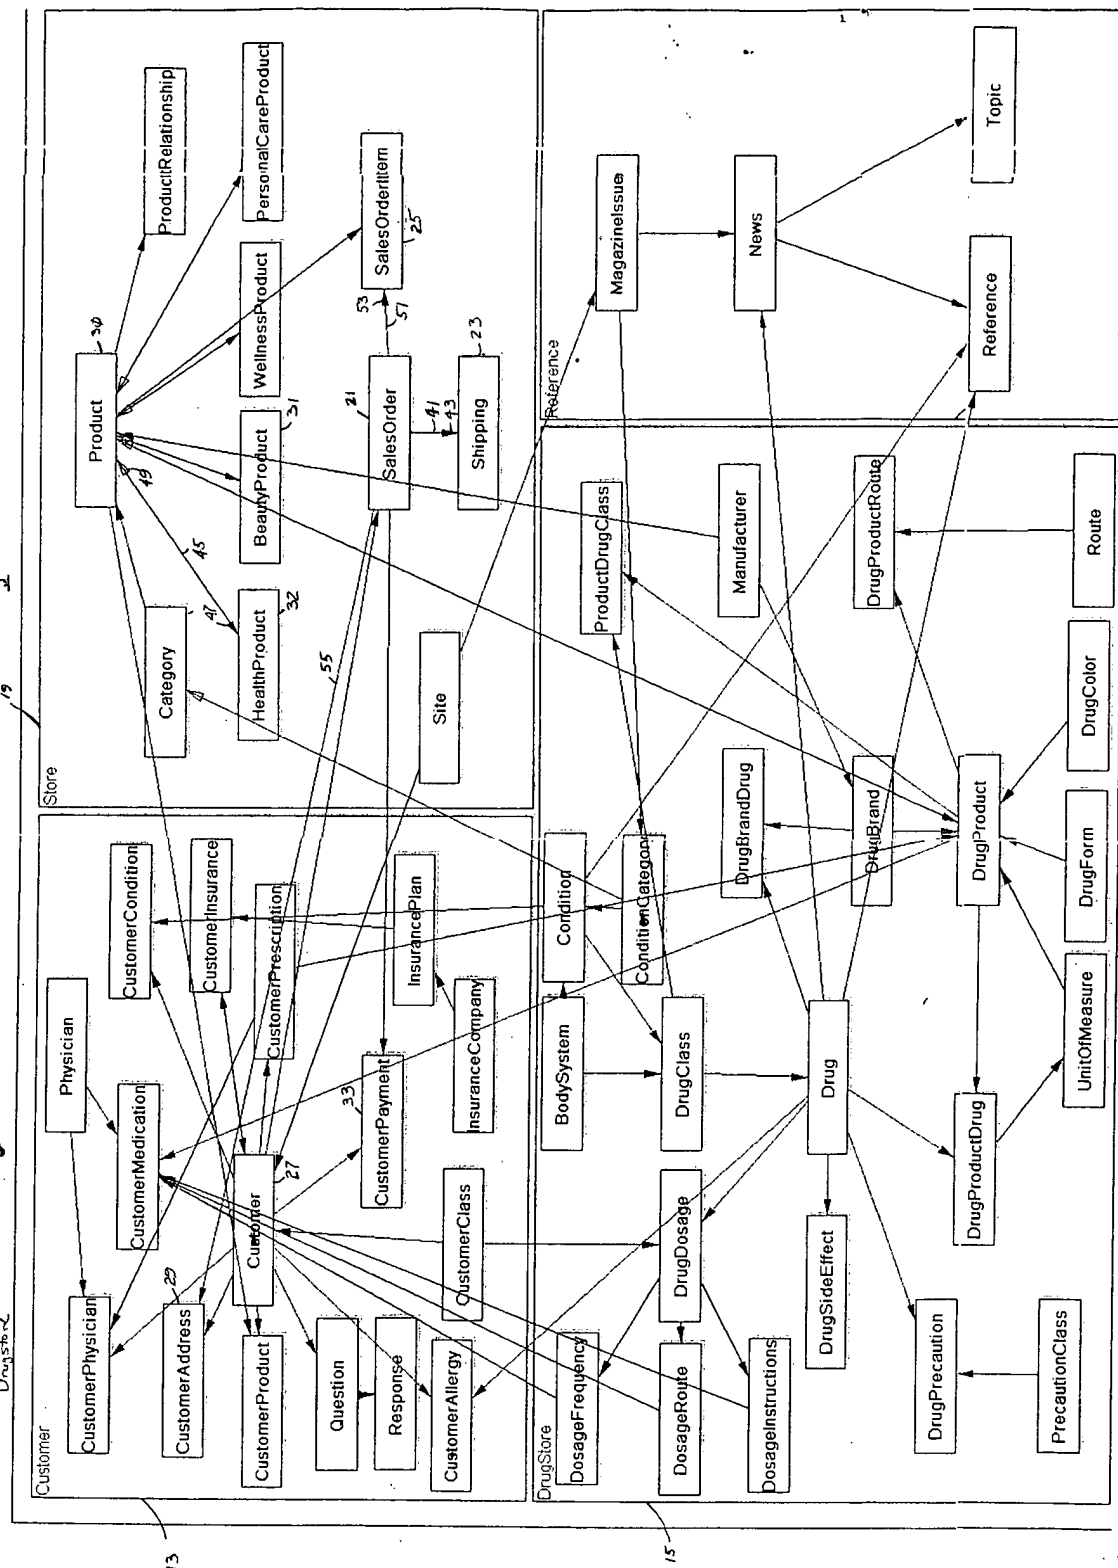 Drugstore
19
13
15
Customer
CustomerPhysician
Physician
CustomerMedication
CustomerCondition
CustomerAddress
29
CustomerInsurance
CustomerProduct
Customer
27
CustomerPrescription
Question
Response
CustomerPayment
33
InsurancePlan
CustomerAllergy
CustomerClass
InsuranceCompany
Store
Product
30
49
Category
47
45
ProductRelationship
HealthProduct
32
BeautyProduct
31
WellnessProduct
PersonalCareProduct
55
SalesOrder
21
53
51
SalesOrderItem
25
41
43
Site
Shipping
23
DrugStore
DosageFrequency
BodySystem
Condition
ProductDrugClass
DosageRoute
DrugDosage
DrugClass
ConditionCategory
Manufacturer
DosageInstructions
DrugBrandDrug
DrugSideEffect
Drug
DrugBrand
DrugProductRoute
DrugPrecaution
DrugProductDrug
DrugProduct
PrecautionClass
UnitOfMeasure
DrugForm
DrugColor
Route
Reference
MagazineIssue
News
Reference
Topic